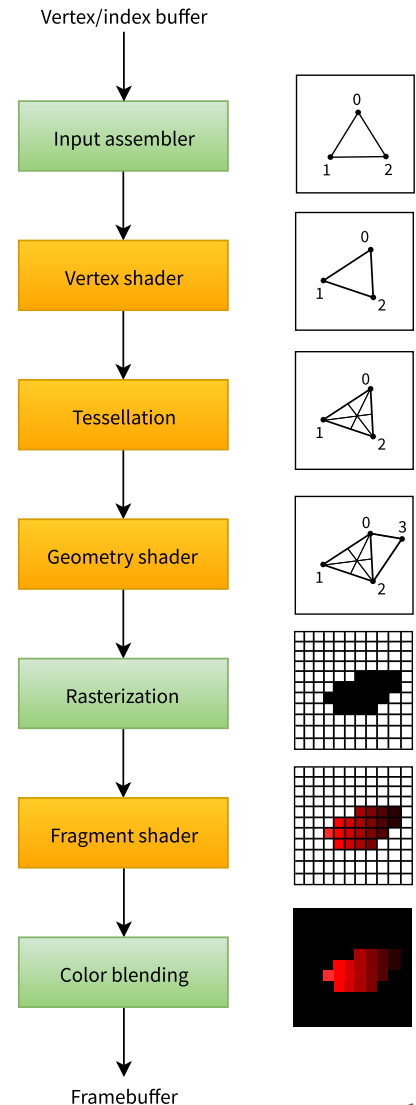 Vertex/index buffer
Input assembler
0
1
2
Vertex shader
0
1
2
Tessellation
0
1
2
Geometry shader
0
3
1
2
Rasterization
Fragment shader
Color blending
Framebuffer